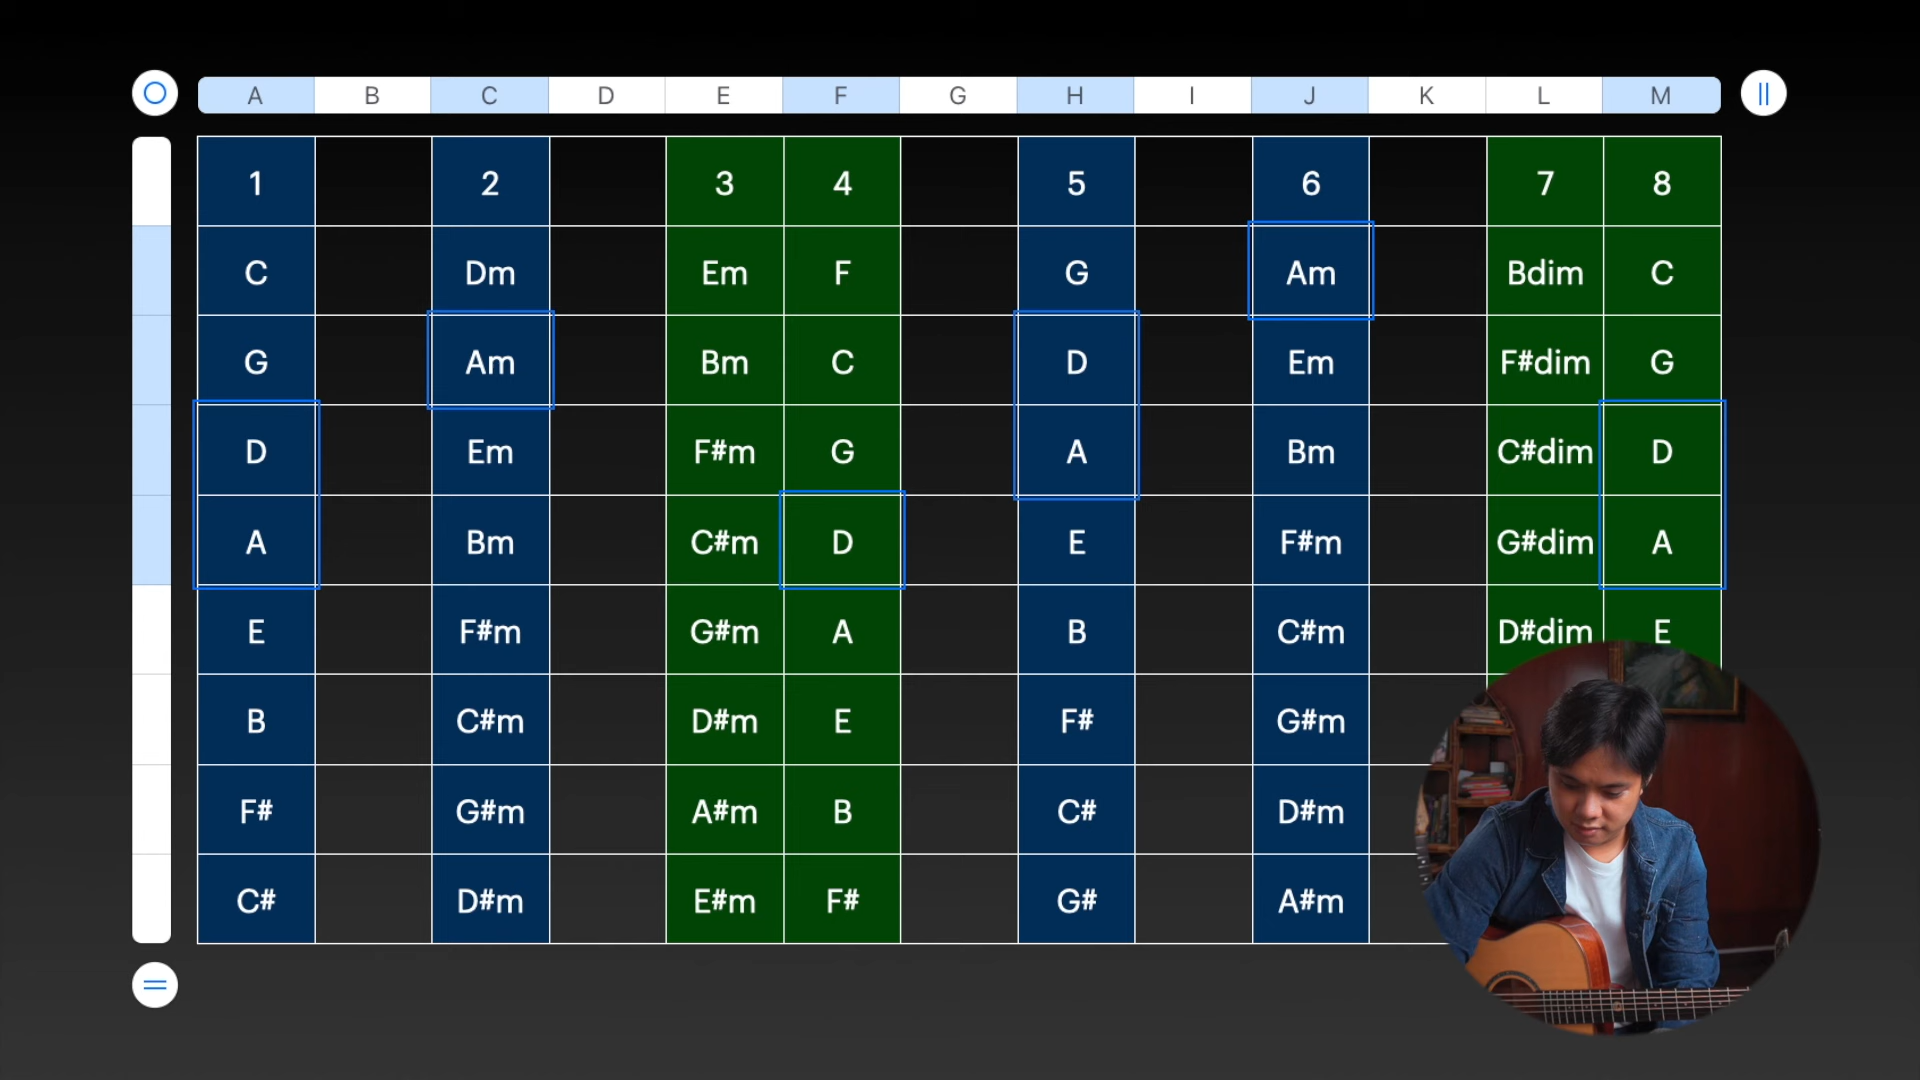 A B C D E F G H I J K L M
1 2 3 4 5 6 7 8
C Dm Em F G Am Bdim C
G Am Bm C D Em F#dim G
D Em F#m G A Bm C#dim D
A Bm C#m D E F#m G#dim A
E F#m G#m A B C#m D#dim E
B C#m D#m E F# G#m
F# G#m A#m B C# D#m
C# D#m E#m F# G# A#m